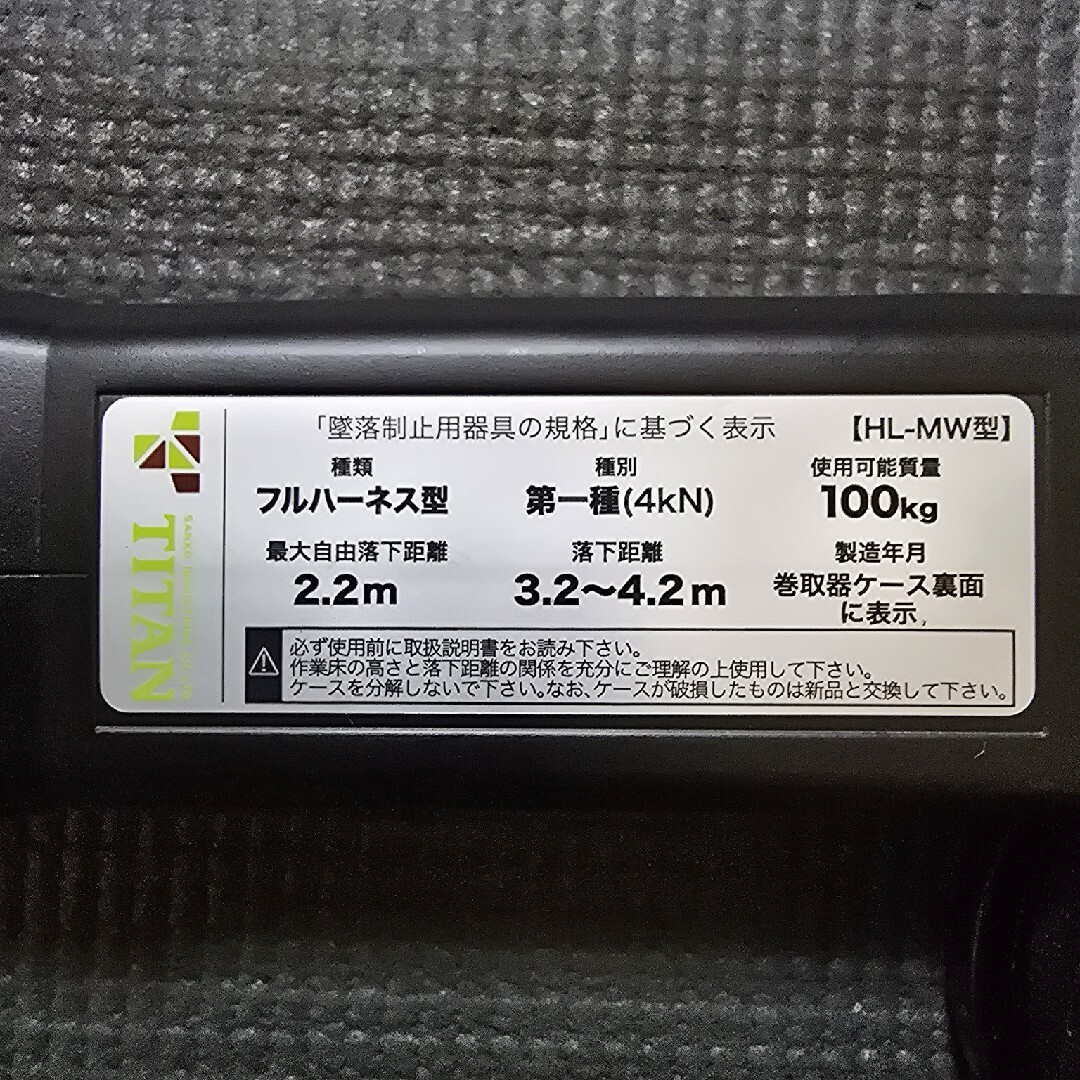 「墜落制止用器具の規格」に基づく表示 【HL-MW型】
種類 種別 使用可能質量
フルハーネス型 第一種(4kN) 100kg
最大自由落下距離 落下距離 製造年月
2.2m 3.2〜4.2m 巻取器ケース裏面
に表示
必ず使用前に取扱説明書をお読み下さい。
作業床の高さと落下距離の関係を充分にご理解の上使用して下さい。
ケースを分解しないで下さい。なお、ケースが破損したものは新品と交換して下さい。
TITAN